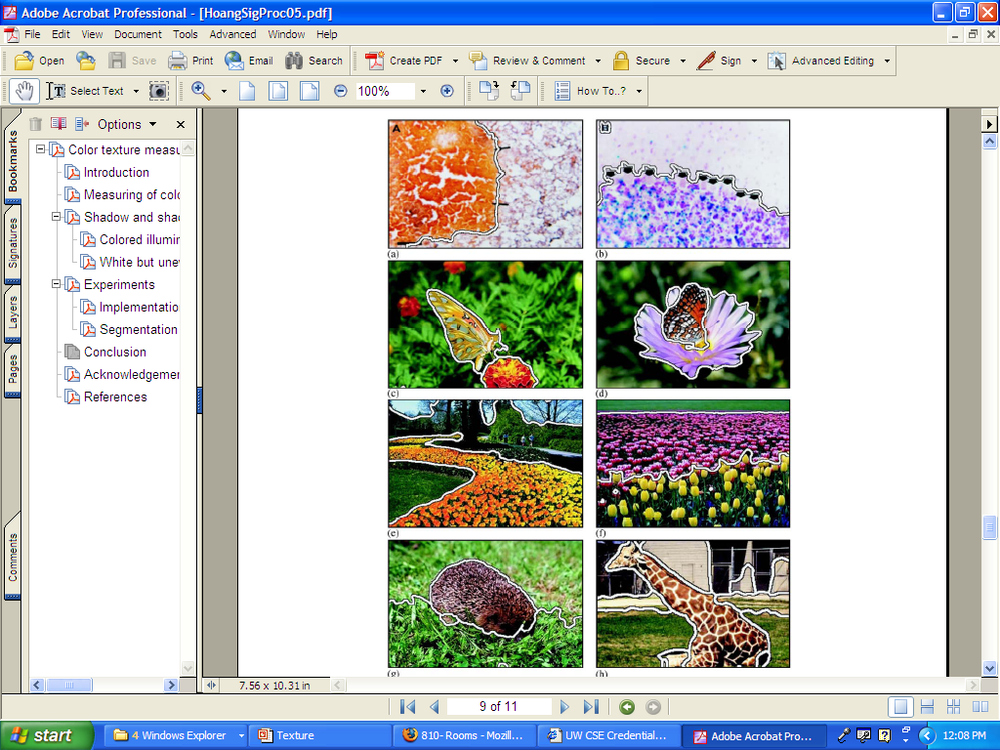 Adobe Acrobat Professional - [HoangSigProc05.pdf]
File Edit View Document Tools Advanced Window Help
Open Save Print Email Search Create PDF Review & Comment Secure Sign Advanced Editing
Select Text 100% How To..?
Options
Bookmarks
Signatures
Layers
Pages
Comments
Color texture measu
Introduction
Measuring of colo
Shadow and shad
Colored illumin
White but unev
Experiments
Implementatio
Segmentation
Conclusion
Acknowledgemen
References
A B
(a) (b)
(c) (d)
(e) (f)
(g) (h)
7.56 x 10.31 in
9 of 11
start 4 Windows Explorer Texture 810- Rooms - Mozill... UW CSE Credential... Adobe Acrobat Pro... 12:08 PM